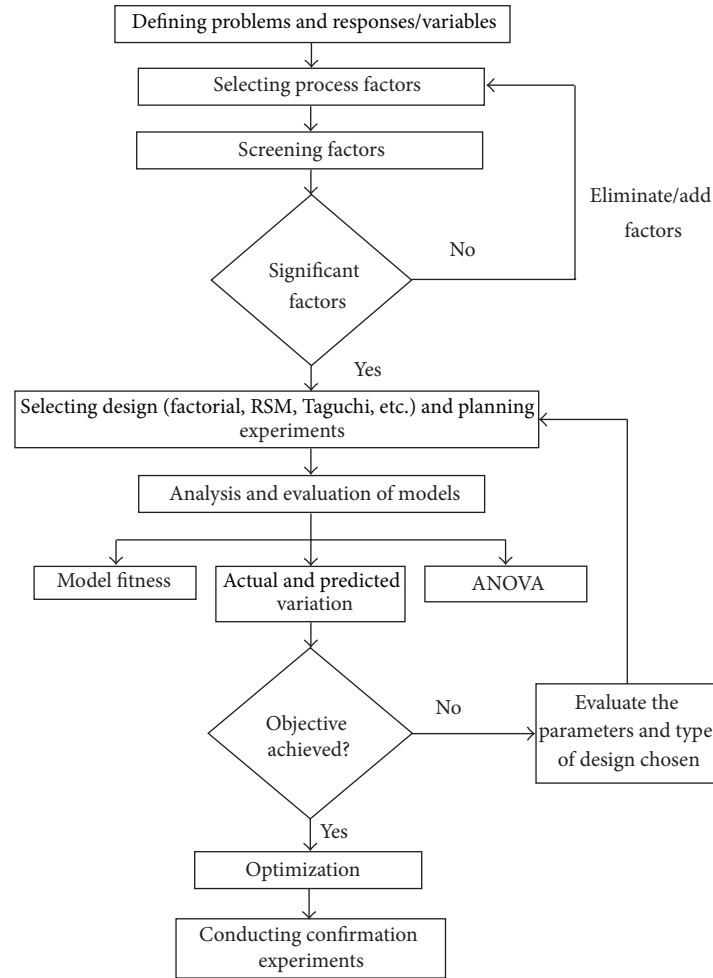 Defining problems and responses/variables
Selecting process factors
Screening factors
Eliminate/add
factors
No
Significant
factors
Yes
Selecting design (factorial, RSM, Taguchi, etc.) and planning
experiments
Analysis and evaluation of models
Model fitness
Actual and predicted
variation
ANOVA
Objective
achieved?
No
Evaluate the
parameters and type
of design chosen
Yes
Optimization
Conducting confirmation
experiments